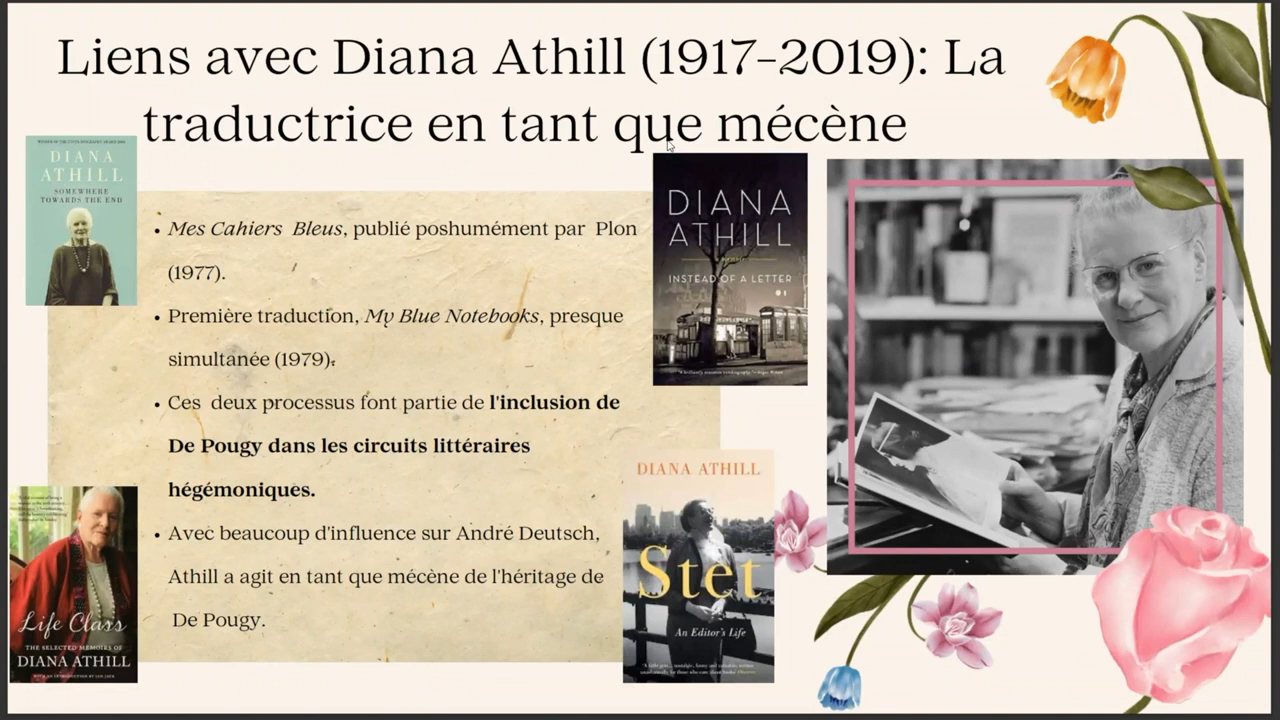 Liens avec Diana Athill (1917-2019): La
traductrice en tant que mécène
DIANA
ATHILL
SOMEWHERE
TOWARDS THE END
• Mes Cahiers Bleus, publié poshumément par Plon
(1977).
• Première traduction, My Blue Notebooks, presque
simultanée (1979).
• Ces deux processus font partie de l'inclusion de
De Pougy dans les circuits littéraires
hégémoniques.
• Avec beaucoup d'influence sur André Deutsch,
Athill a agit en tant que mécène de l'héritage de
De Pougy.
DIANA
ATHILL
INSTEAD OF A LETTER
Life Class
THE SELECTED MEMOIRS OF
DIANA ATHILL
DIANA ATHILL
Stet
An Editor's Life